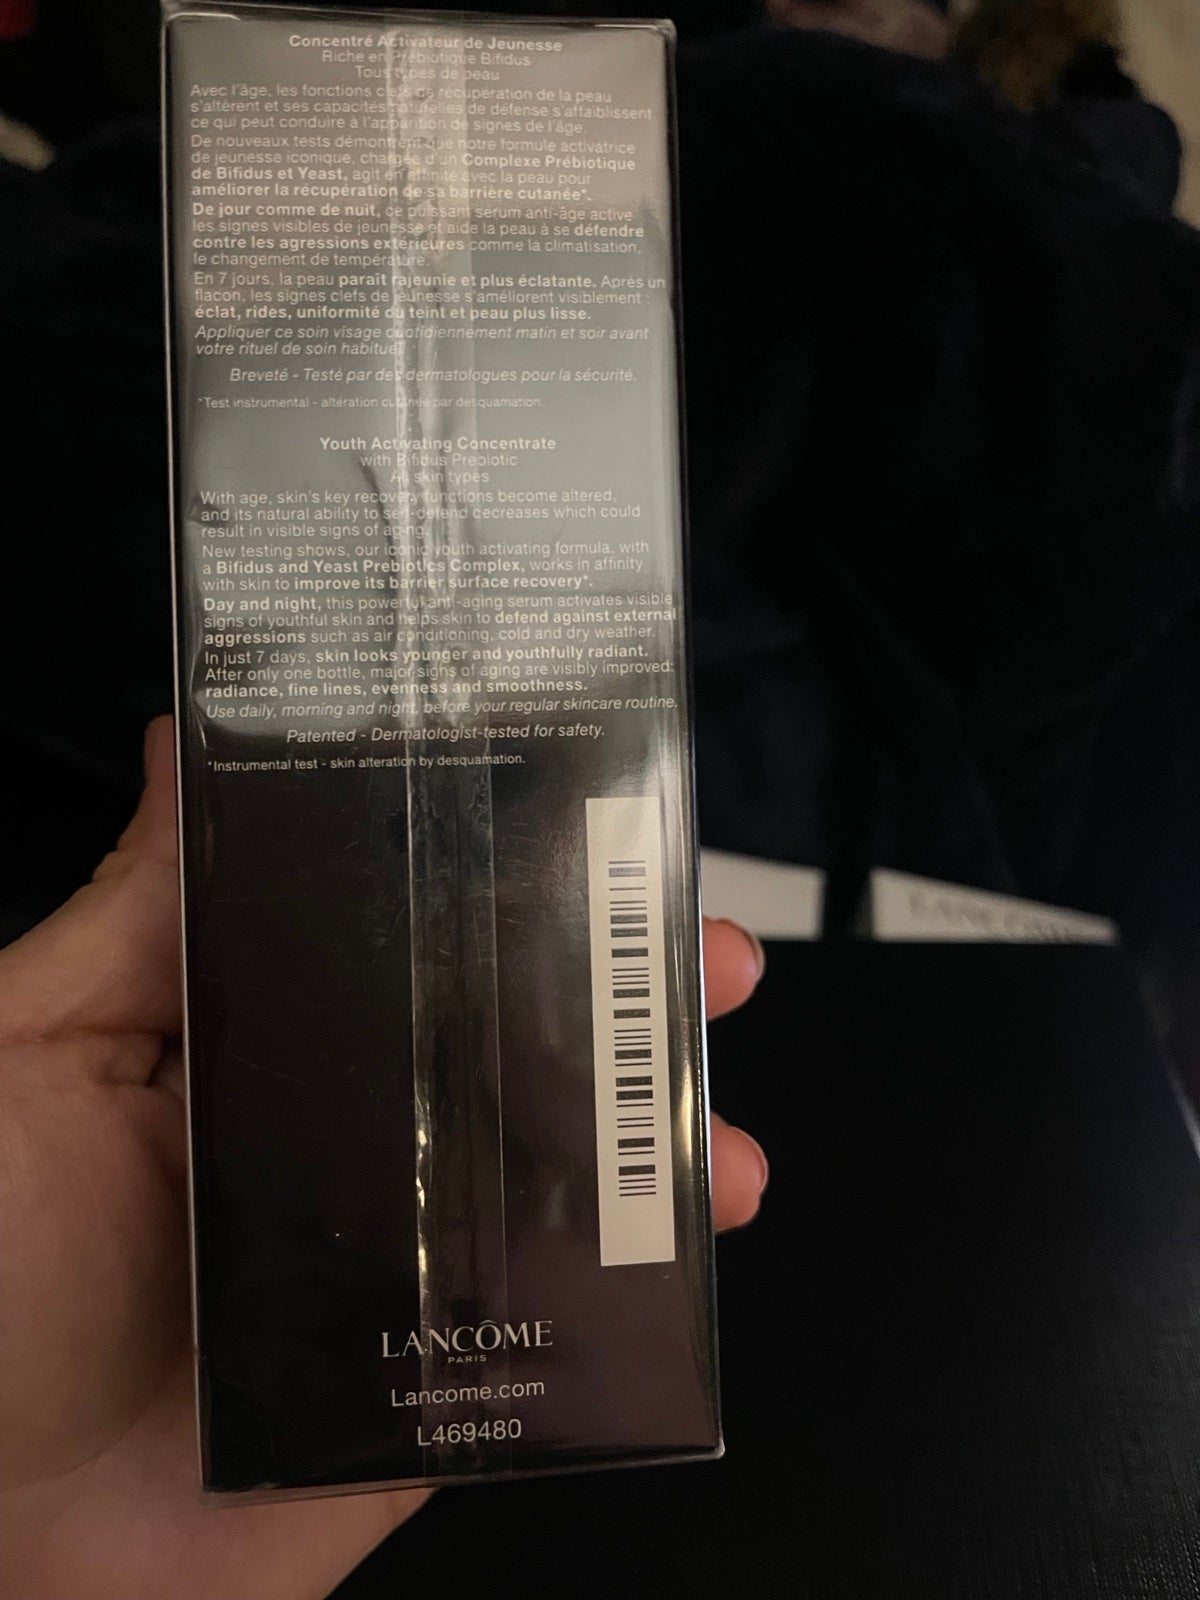 Concentré Activateur de Jeunesse
Riche en Prébiotique Bifidus
Tous types de peau
Avec l'âge, les fonctions clefs de récupération de la peau
s'altèrent et ses capacités naturelles de défense s'affaiblissent
ce qui peut conduire à l'apparition de signes de l'âge.
De nouveaux tests démontrent que notre formule activatrice
de jeunesse iconique, chargée d'un Complexe Prébiotique
de Bifidus et Yeast, agit en affinité avec la peau pour
améliorer la récupération de sa barrière cutanée*.
De jour comme de nuit, ce puissant sérum anti-âge active
les signes visibles de jeunesse et aide la peau à se défendre
contre les agressions extérieures comme la climatisation,
le changement de température.
En 7 jours, la peau paraît rajeunie et plus éclatante. Après un
flacon, les signes clefs de jeunesse s'améliorent visiblement :
éclat, rides, uniformité du teint et peau plus lisse.
Appliquer ce soin visage quotidiennement matin et soir avant
votre rituel de soin habituel.
Breveté - Testé par des dermatologues pour la sécurité.
*Test instrumental - altération cutanée par desquamation.
Youth Activating Concentrate
with Bifidus Prebiotic
All skin types
With age, skin's key recovery functions become altered,
and its natural ability to self-defend decreases which could
result in visible signs of aging.
New testing shows, our iconic youth activating formula, with
a Bifidus and Yeast Prebiotics Complex, works in affinity
with skin to improve its barrier surface recovery*.
Day and night, this powerful anti-aging serum activates visible
signs of youthful skin and helps skin to defend against external
aggressions such as air conditioning, cold and dry weather.
In just 7 days, skin looks younger and youthfully radiant.
After only one bottle, major signs of aging are visibly improved:
radiance, fine lines, evenness and smoothness.
Use daily, morning and night, before your regular skincare routine.
Patented - Dermatologist-tested for safety.
*Instrumental test - skin alteration by desquamation.
LANCÔME
PARIS
Lancome.com
L469480